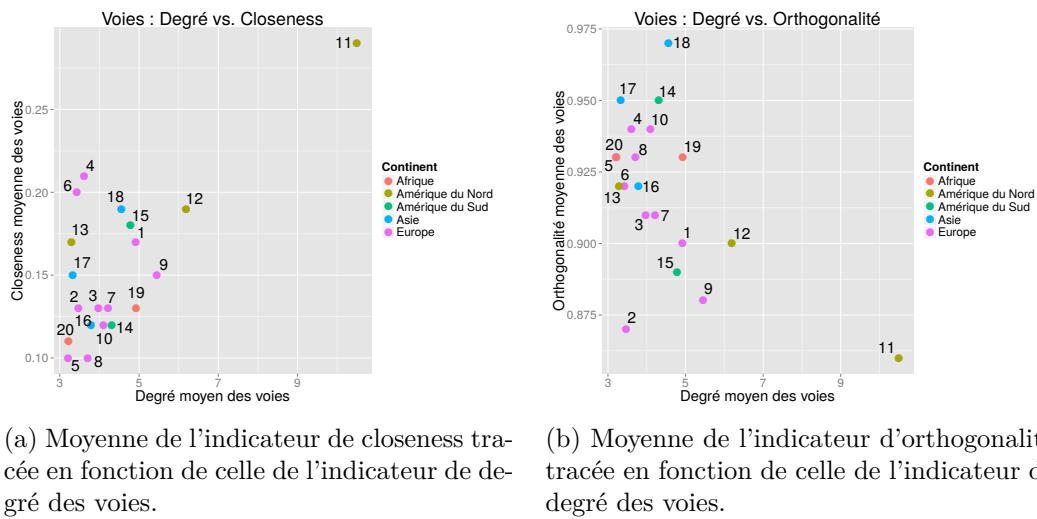 Voies : Degré vs. Closeness
11
0.25
4
6
0.20
18
12
15
13
1
17
9
0.15
2
3
7
19
16
20
10
14
0.10
5
8
3
5
7
9
Degré moyen des voies
Closeness moyenne des voies
Continent
Afrique
Amérique du Nord
Amérique du Sud
Asie
Europe
(a) Moyenne de l'indicateur de closeness tra-
cée en fonction de celle de l'indicateur de de-
gré des voies.
Voies : Degré vs. Orthogonalité
0.975
18
17
14
0.950
4
10
20
8
19
5
0.925
6
16
13
3
7
1
12
0.900
15
9
2
0.875
11
3
5
7
9
Degré moyen des voies
Orthogonalité moyenne des voies
Continent
Afrique
Amérique du Nord
Amérique du Sud
Asie
Europe
(b) Moyenne de l'indicateur d'orthogonalit
tracée en fonction de celle de l'indicateur d
degré des voies.